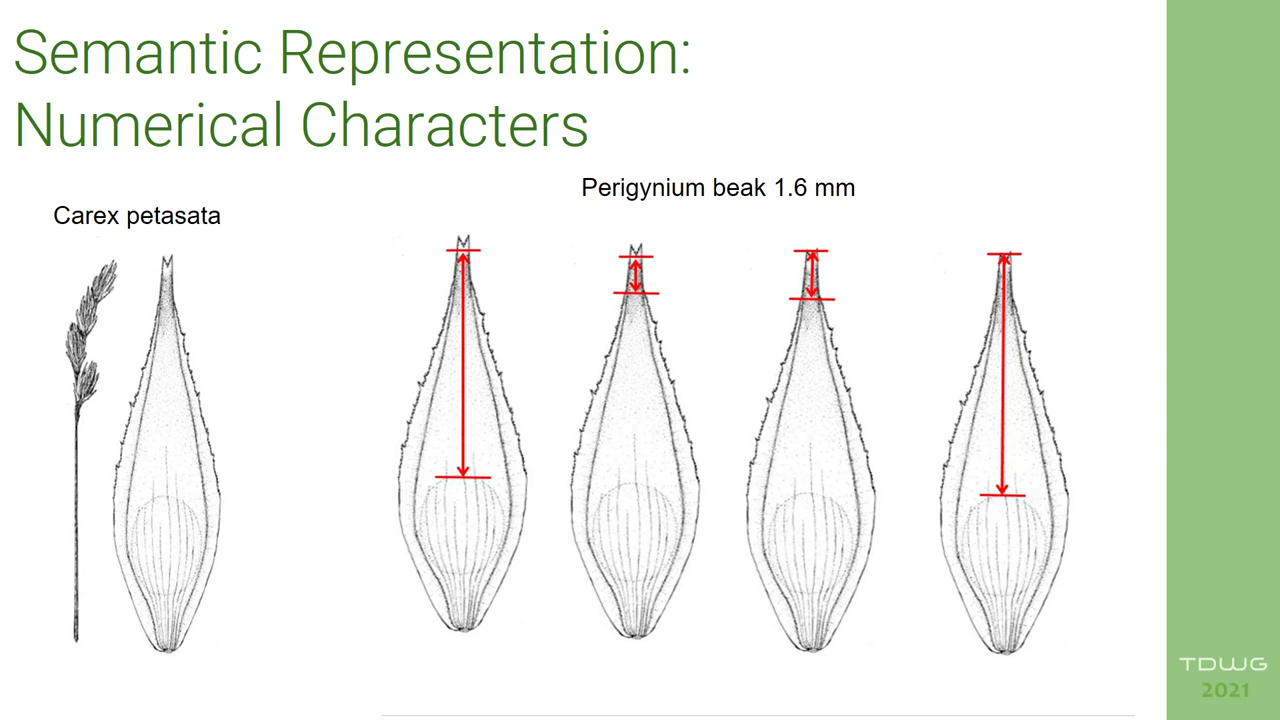 Semantic Representation:
Numerical Characters
Perigynium beak 1.6 mm
Carex petasata
TDWG
2021